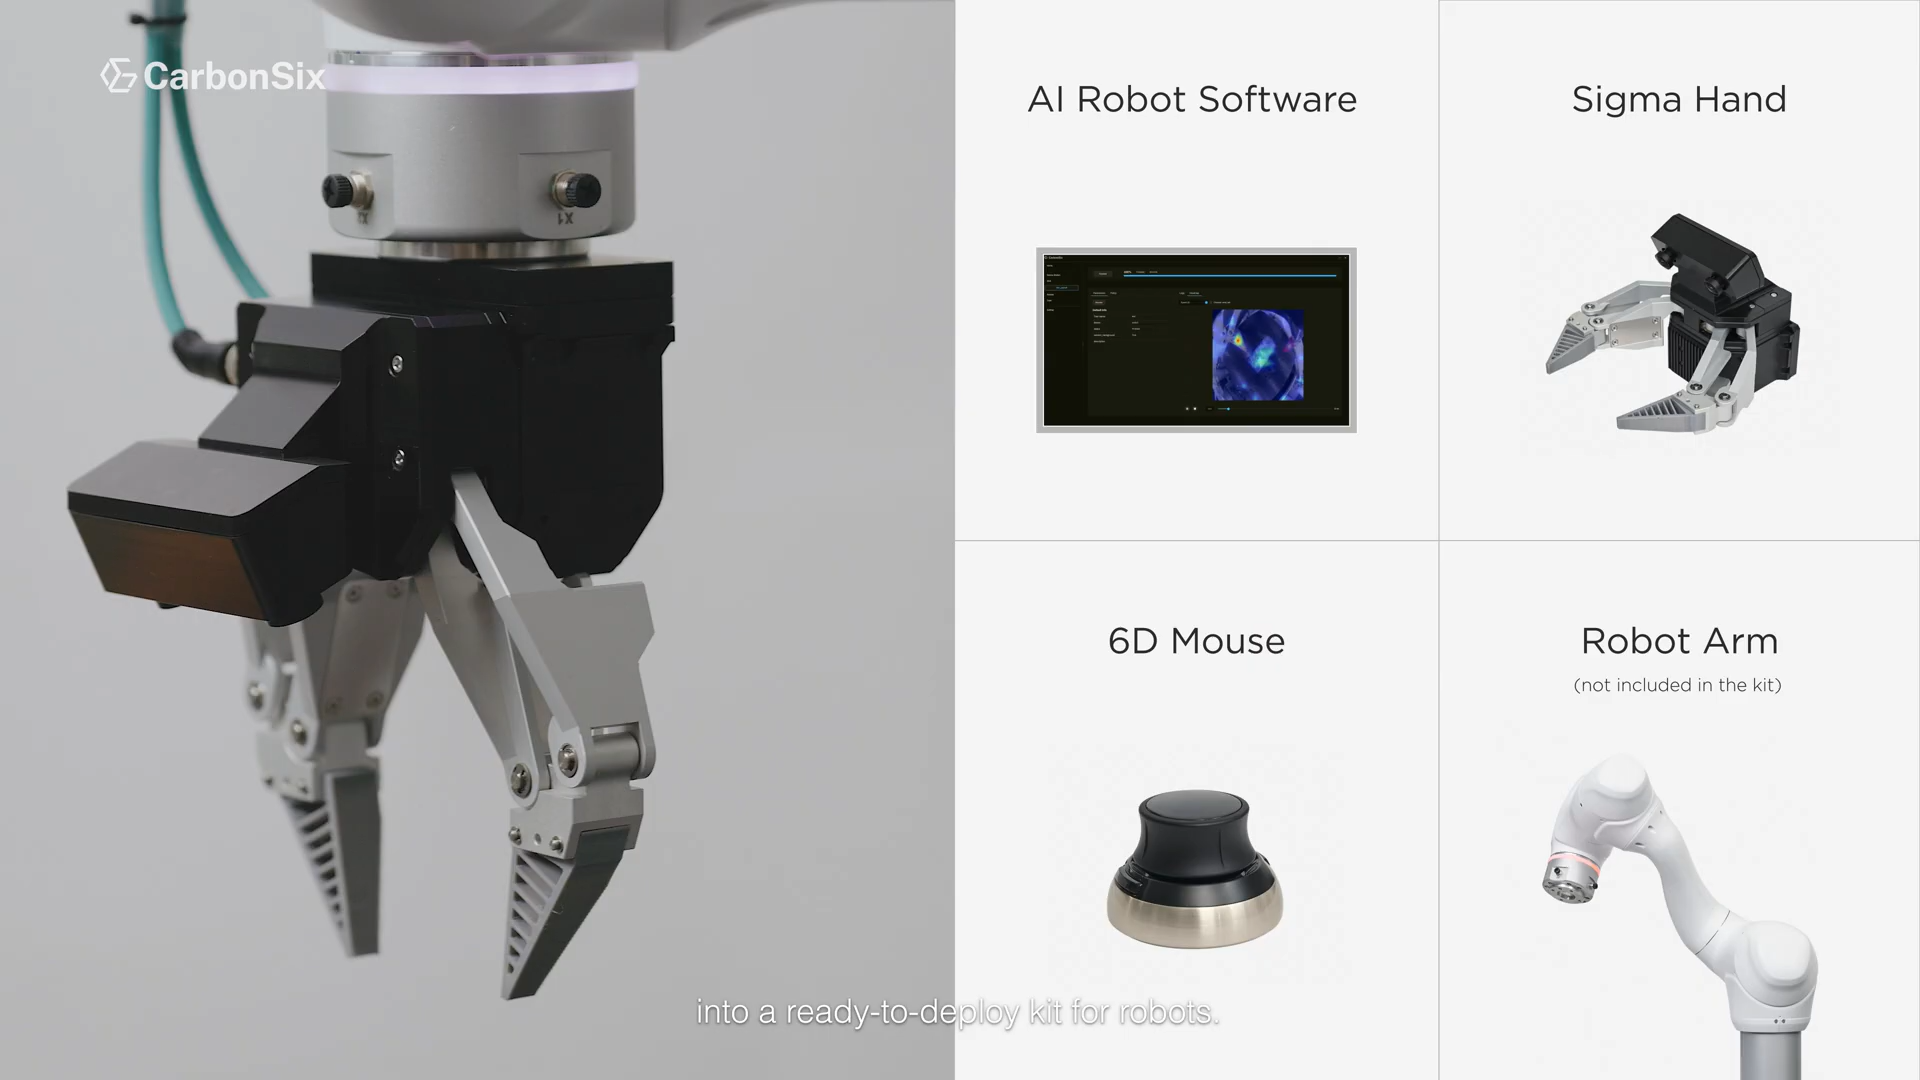 CarbonSix
AI Robot Software
Sigma Hand
6D Mouse
Robot Arm
(not included in the kit)
X1
into a ready-to-deploy kit for robots.